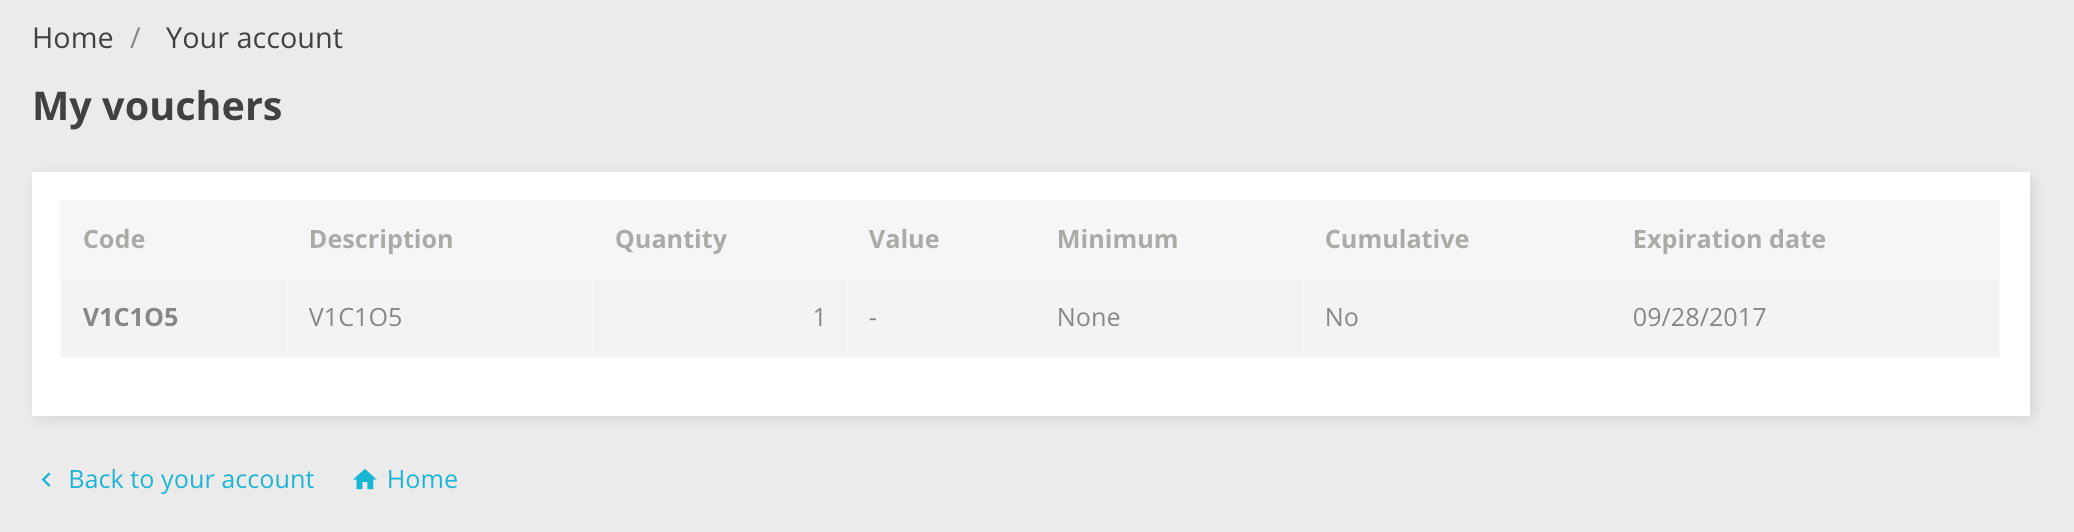 Home / Your account
My vouchers
Code Description Quantity Value Minimum Cumulative Expiration date
V1C1O5 V1C1O5 1 - None No 09/28/2017
Back to your account Home